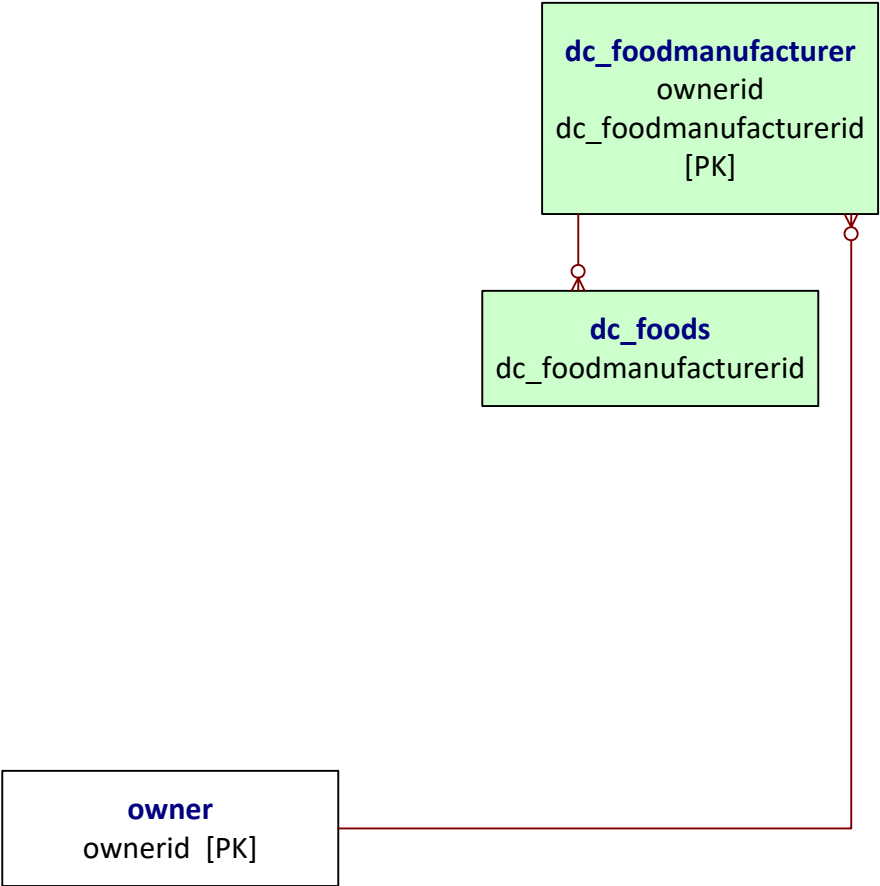 dc_foodmanufacturer
ownerid
dc_foodmanufacturerid
[PK]
dc_foods
dc_foodmanufacturerid
owner
ownerid [PK]